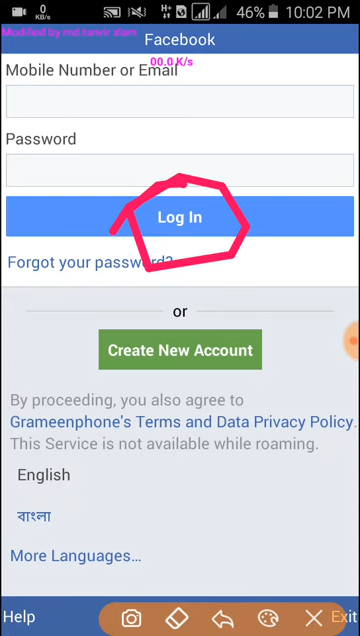 0
KB/s
H+
46%
10:02 PM
Modified by md.tanvir alam
Facebook
Mobile Number or Email
00.0 K/s
Password
Log In
Forgot your password?
or
Create New Account
By proceeding, you also agree to
Grameenphone's Terms and Data Privacy Policy.
This Service is not available while roaming.
English
বাংলা
More Languages...
Help
Exit